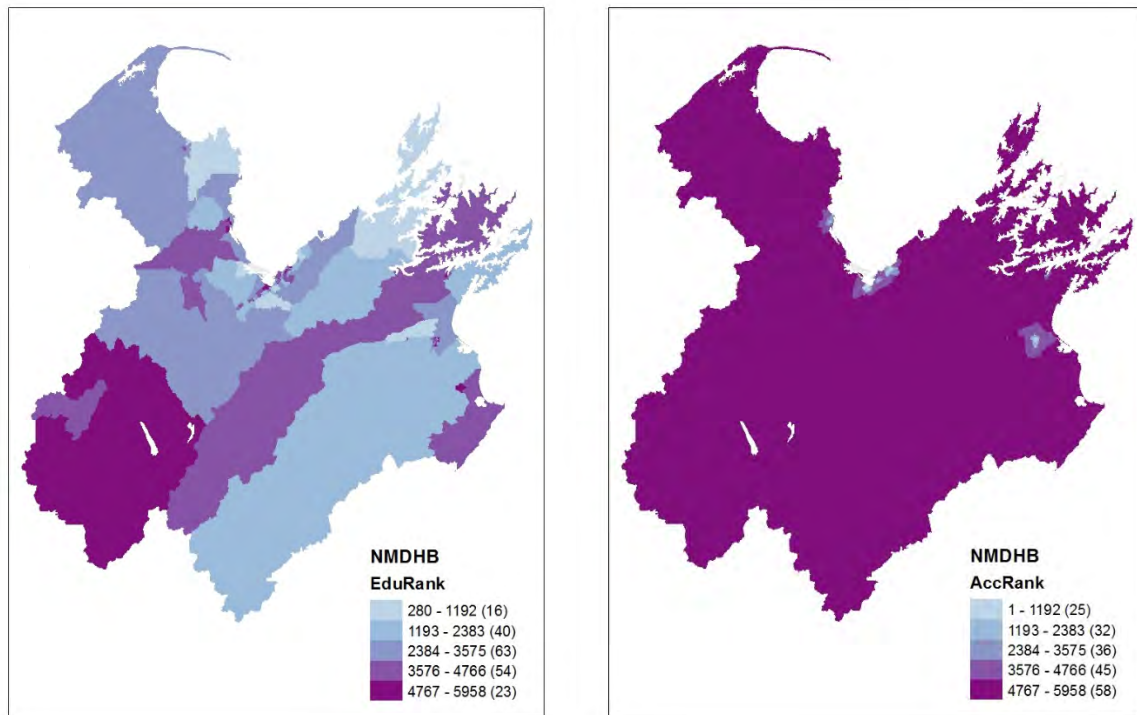 NMDHB
EduRank
280 - 1192 (16)
1193 - 2383 (40)
2384 - 3575 (63)
3576 - 4766 (54)
4767 - 5958 (23)
NMDHB
AccRank
1 - 1192 (25)
1193 - 2383 (32)
2384 - 3575 (36)
3576 - 4766 (45)
4767 - 5958 (58)